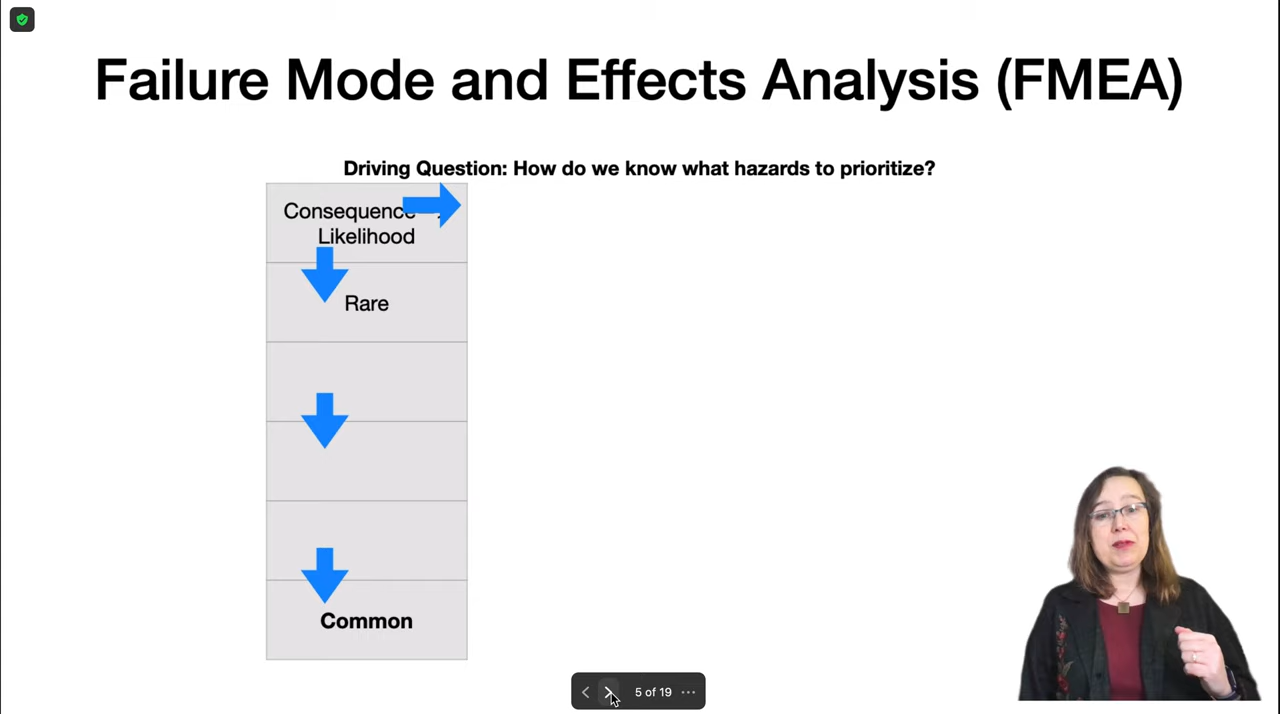 Failure Mode and Effects Analysis (FMEA)
Driving Question: How do we know what hazards to prioritize?
Consequence
Likelihood
Rare
Common
5 of 19